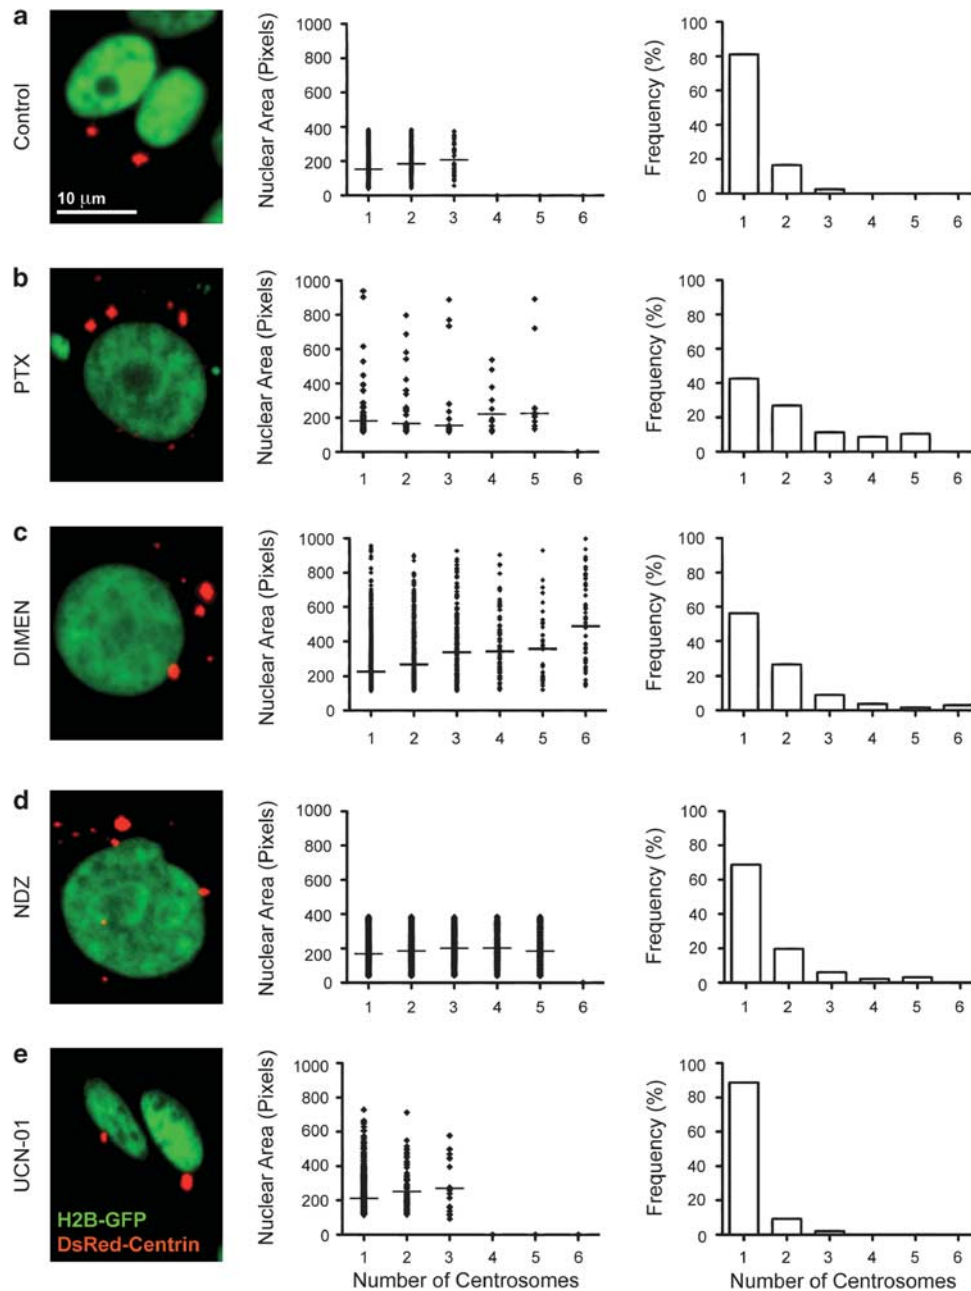 a
Control
10 µm
Nuclear Area (Pixels)
1000
800
600
400
200
0
1 2 3 4 5 6
Frequency (%)
100
80
60
40
20
0
1 2 3 4 5 6
b
PTX
Nuclear Area (Pixels)
1000
800
600
400
200
0
1 2 3 4 5 6
Frequency (%)
100
80
60
40
20
0
1 2 3 4 5 6
c
DIMEN
Nuclear Area (Pixels)
1000
800
600
400
200
0
1 2 3 4 5 6
Frequency (%)
100
80
60
40
20
0
1 2 3 4 5 6
d
NDZ
Nuclear Area (Pixels)
1000
800
600
400
200
0
1 2 3 4 5 6
Frequency (%)
100
80
60
40
20
0
1 2 3 4 5 6
e
UCN-01
H2B-GFP
DsRed-Centrin
Nuclear Area (Pixels)
1000
800
600
400
200
0
1 2 3 4 5 6
Number of Centrosomes
Frequency (%)
100
80
60
40
20
0
1 2 3 4 5 6
Number of Centrosomes